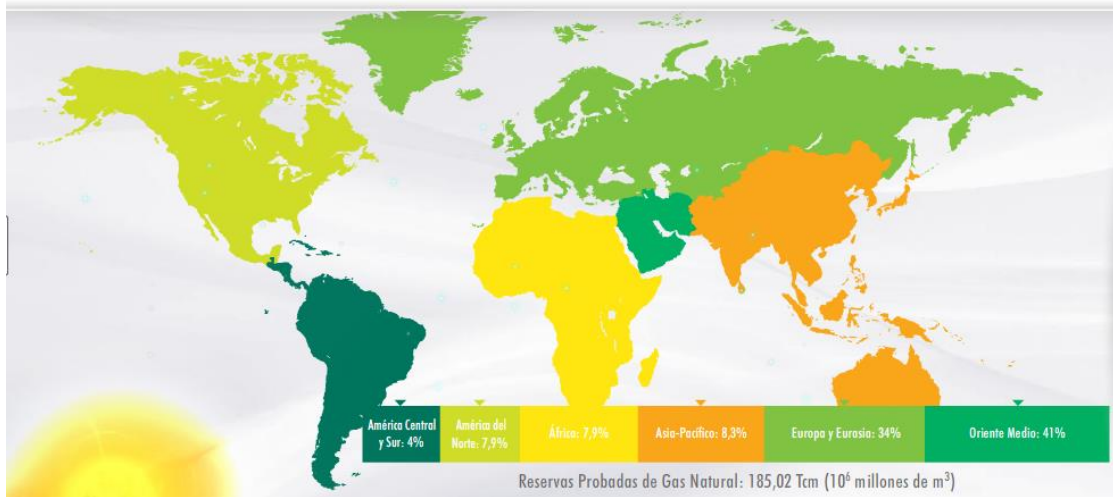 América Central
y Sur: 4%
América del
Norte: 7,9%
África: 7,9%
Asia-Pacífico: 8,3%
Europa y Eurasia: 34%
Oriente Medio: 41%
Reservas Probadas de Gas Natural: 185,02 Tcm (10⁶ millones de m³)